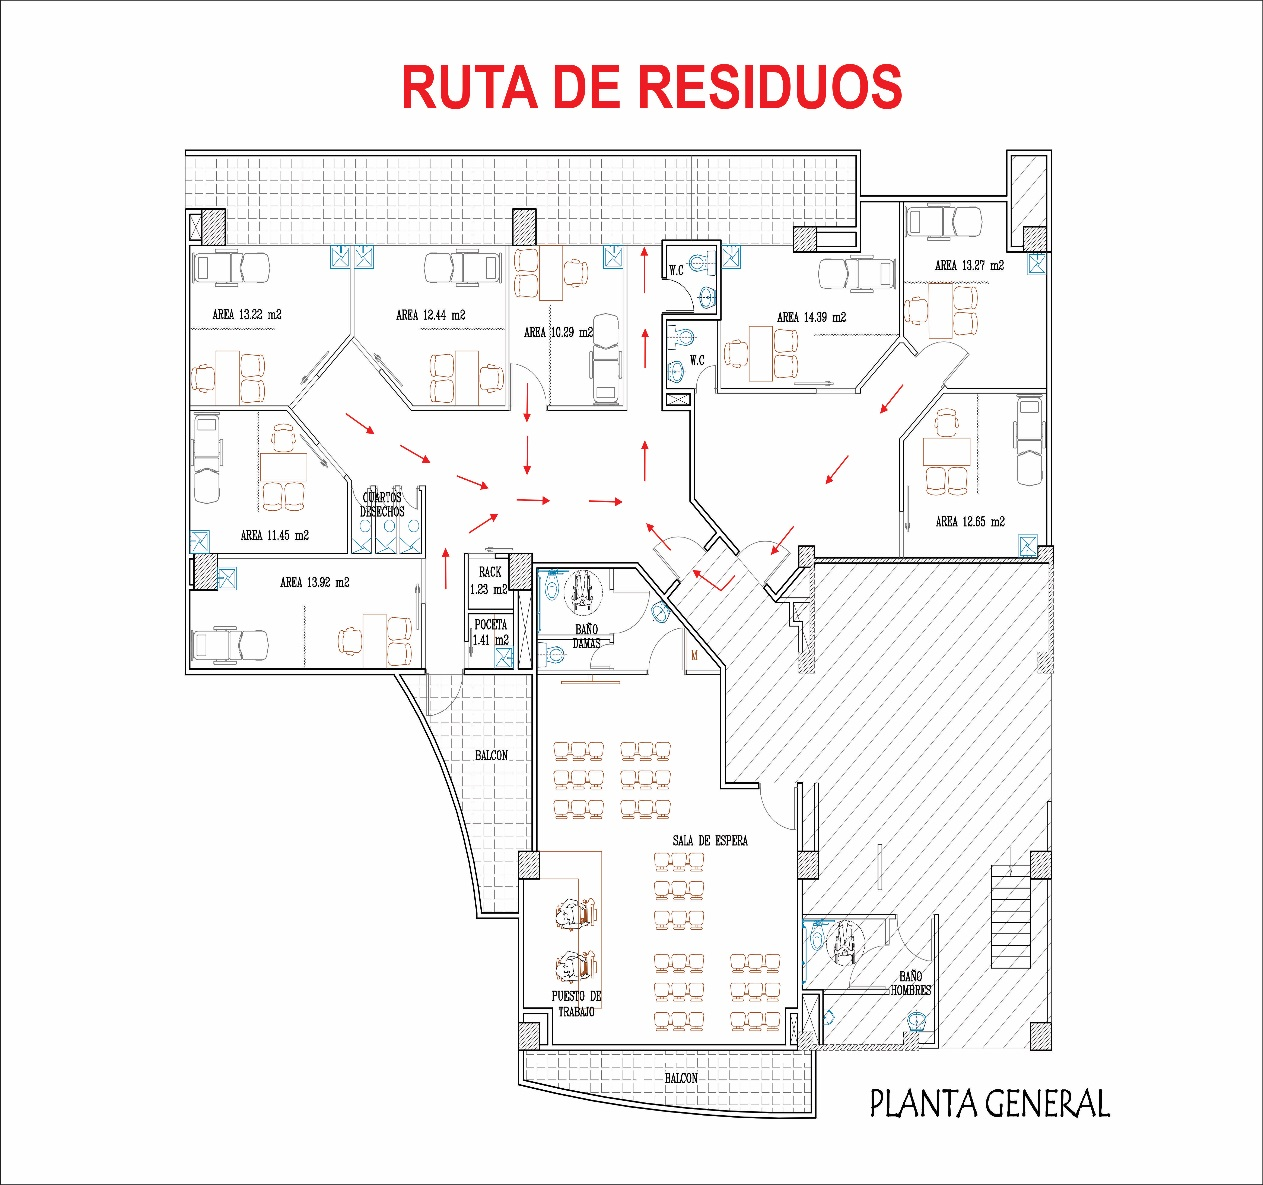 RUTA DE RESIDUOS
W.C
AREA 13.27 m2
AREA 13.22 m2
AREA 12.44 m2
AREA 10.29 m2
AREA 14.39 m2
W.C
CUARTOS
DESECHOS
AREA 11.45 m2
AREA 12.65 m2
AREA 13.92 m2
RACK
1.23 m2
POCETA
1.41 m2
BAÑO
DAMAS
M
BALCON
SALA DE ESPERA
PUESTO DE
TRABAJO
BAÑO
HOMBRES
BALCON
PLANTA GENERAL